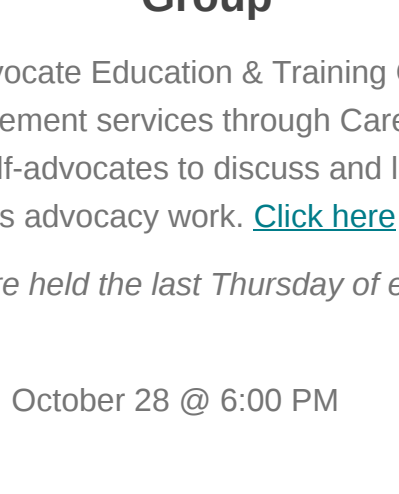 Group
vocate Education & Training
ement services through Care
lf-advocates to discuss and l
s advocacy work. Click here
re held the last Thursday of e
October 28 @ 6:00 PM